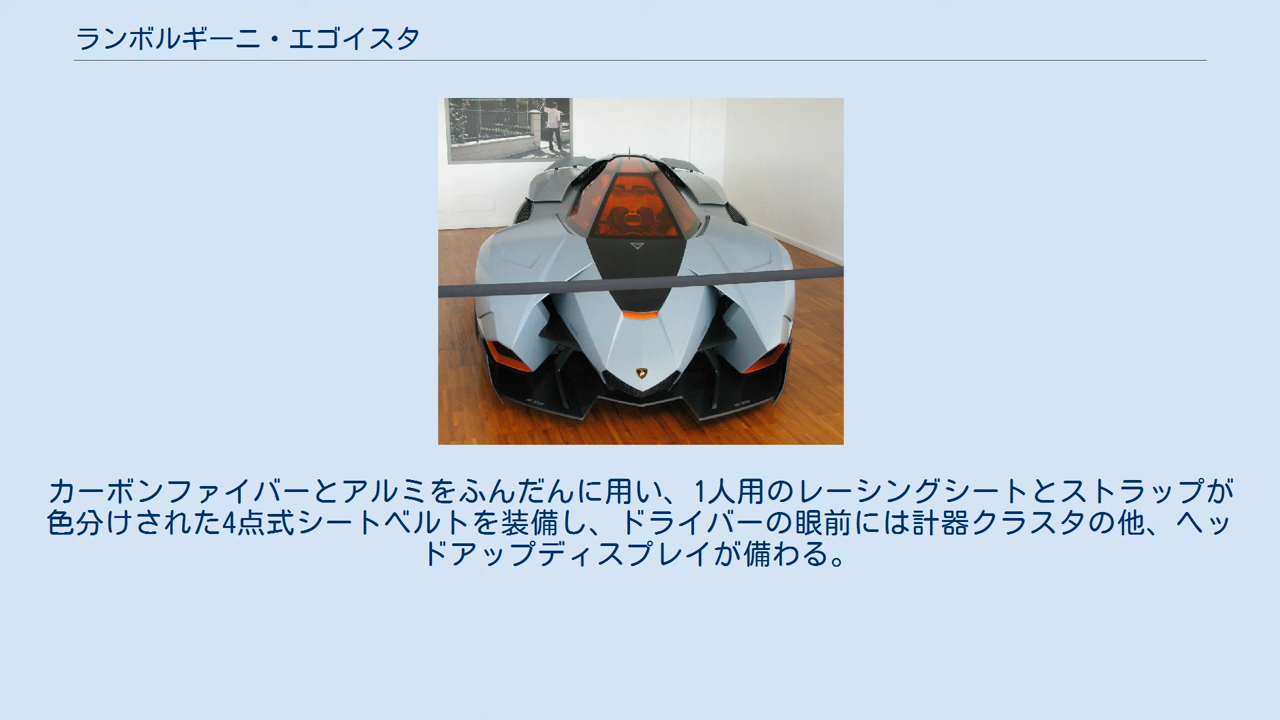 ランボルギーニ・エゴイスタ
カーボンファイバーとアルミをふんだんに用い、1人用のレーシングシートとストラップが
色分けされた4点式シートベルトを装備し、ドライバーの眼前には計器クラスタの他、ヘッ
ドアップディスプレイが備わる。